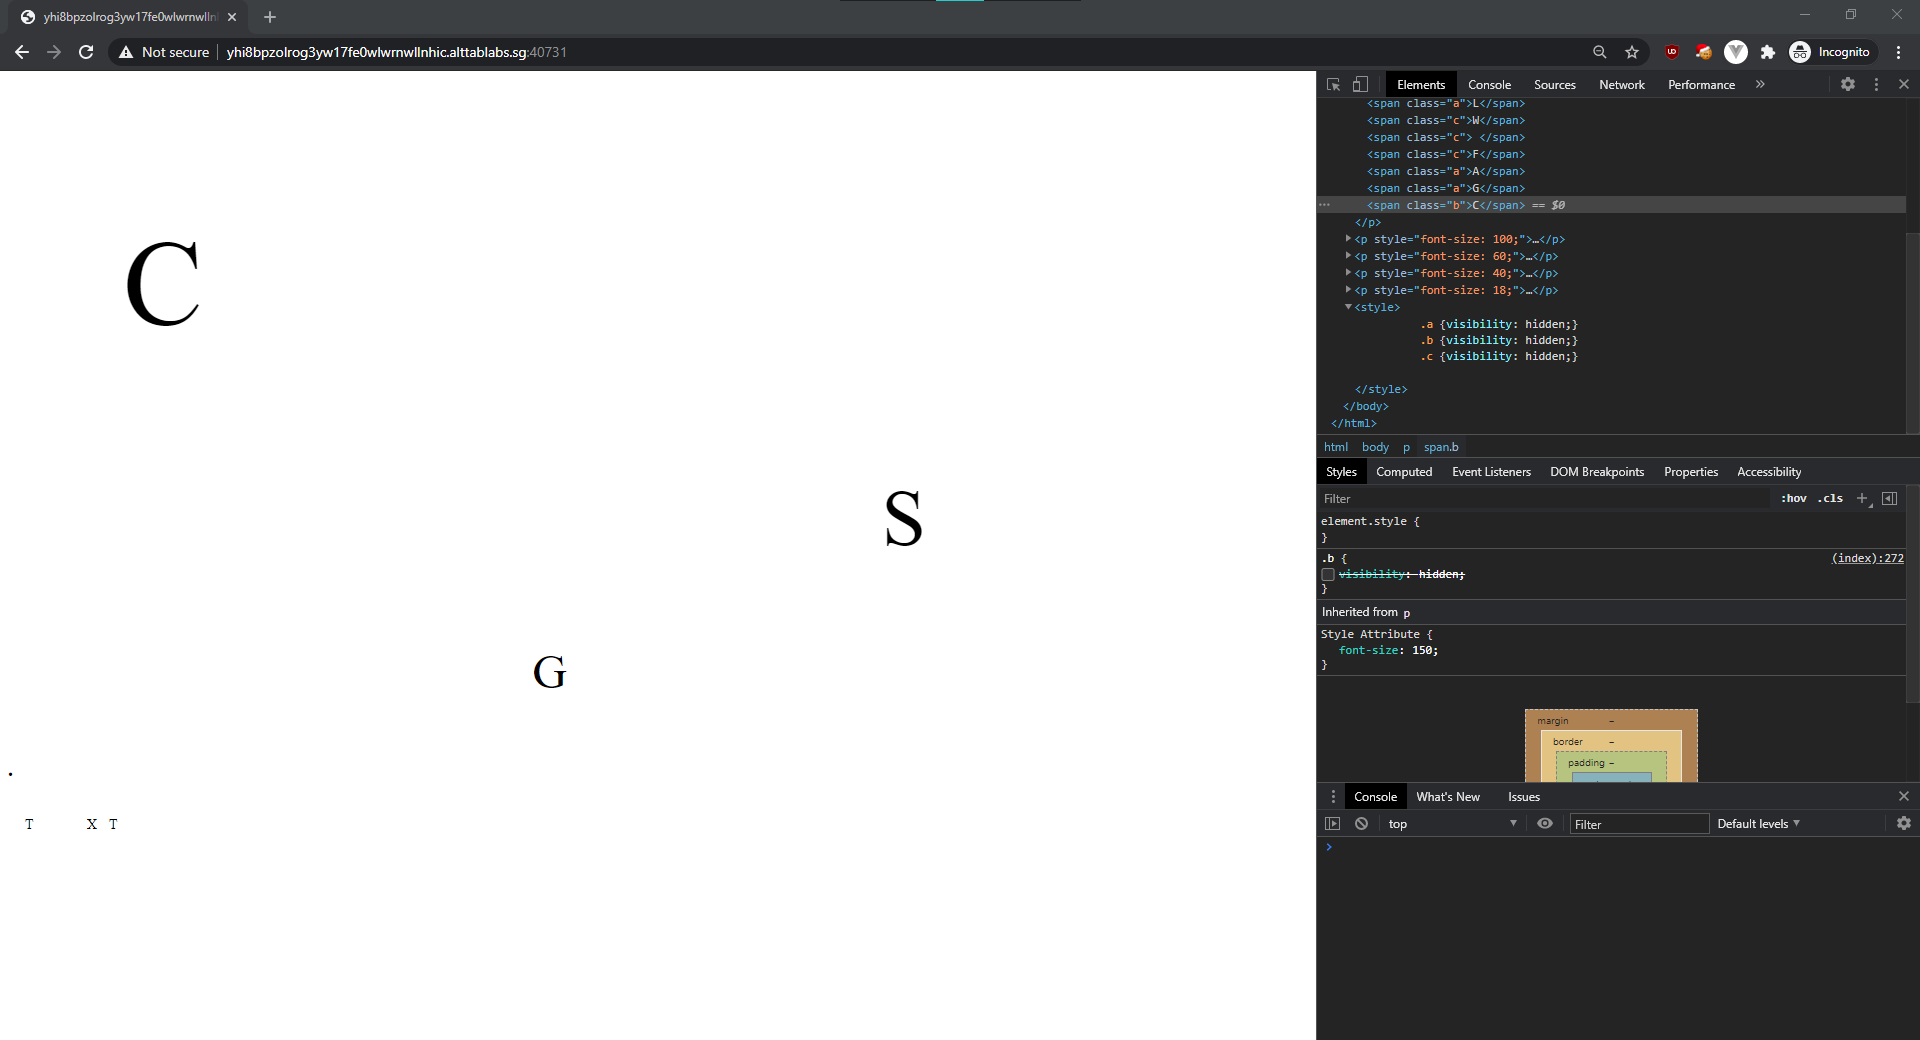 yhi8bpzolrog3yw17fe0wlwrnwlln
Not secure yhi8bpzolrog3yw17fe0wlwrnwllnhic.alttablabs.sg:40731
Incognito
C
S
G
.
T X T
Elements Console Sources Network Performance »
<span class="a">L</span>
<span class="c">W</span>
<span class="c"> </span>
<span class="c">F</span>
<span class="a">A</span>
<span class="a">G</span>
<span class="b">C</span> == $0
</p>
<p style="font-size: 100;">…</p>
<p style="font-size: 60;">…</p>
<p style="font-size: 40;">…</p>
<p style="font-size: 18;">…</p>
<style>
.a {visibility: hidden;}
.b {visibility: hidden;}
.c {visibility: hidden;}
</style>
</body>
</html>
html body p span.b
Styles Computed Event Listeners DOM Breakpoints Properties Accessibility
Filter :hov .cls +
element.style {
}
.b { (index):272
visibility: hidden;
}
Inherited from p
Style Attribute {
font-size: 150;
}
margin –
border –
padding –
Console What's New Issues
top Filter Default levels
>